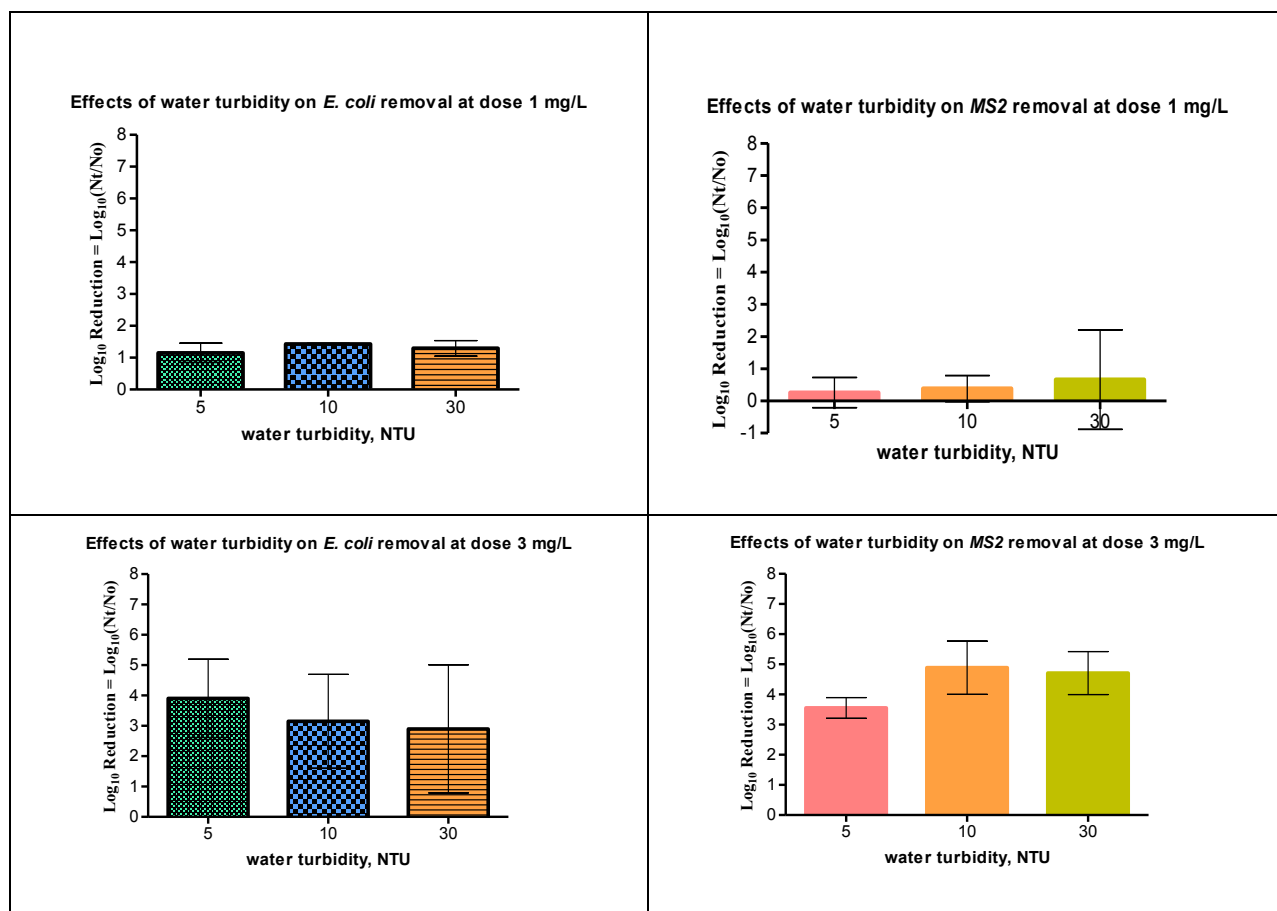 Effects of water turbidity on E. coli removal at dose 1 mg/L
Log₁₀ Reduction = Log₁₀(Nt/No)
8
7
6
5
4
3
2
1
0
5 10 30
water turbidity, NTU
Effects of water turbidity on MS2 removal at dose 1 mg/L
Log₁₀ Reduction = Log₁₀(Nt/No)
8
7
6
5
4
3
2
1
0
-1
5 10 30
water turbidity, NTU
Effects of water turbidity on E. coli removal at dose 3 mg/L
Log₁₀ Reduction = Log₁₀(Nt/No)
8
7
6
5
4
3
2
1
0
5 10 30
water turbidity, NTU
Effects of water turbidity on MS2 removal at dose 3 mg/L
Log₁₀ Reduction = Log₁₀(Nt/No)
8
7
6
5
4
3
2
1
0
5 10 30
water turbidity, NTU